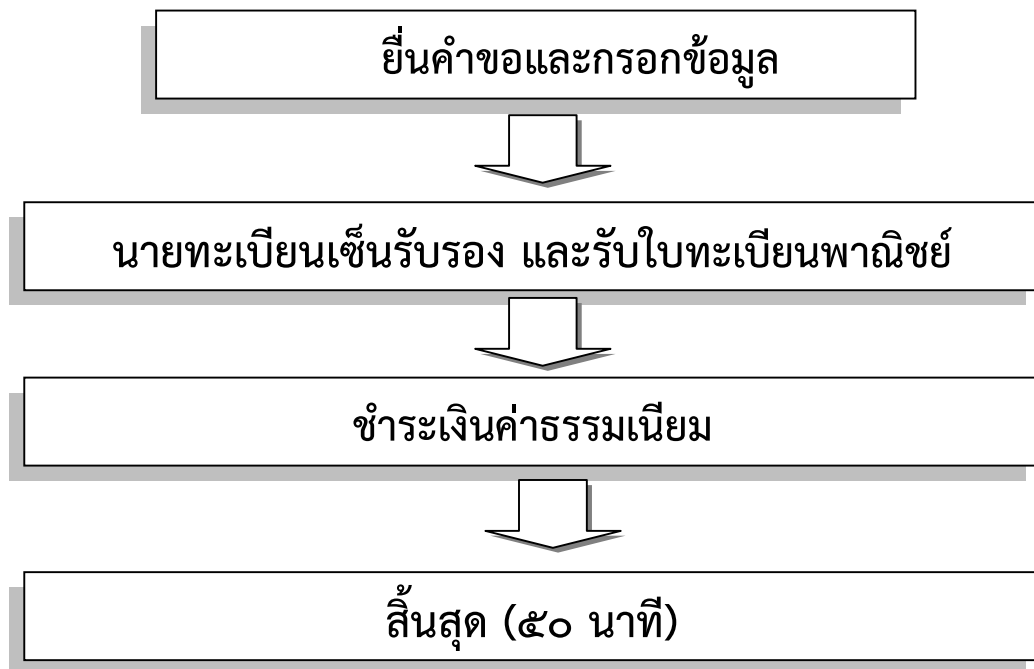 ยื่นคำขอและกรอกข้อมูล
นายทะเบียนเซ็นรับรอง และรับใบทะเบียนพาณิชย์
ชำระเงินค่าธรรมเนียม
สิ้นสุด (๕๐ นาที)